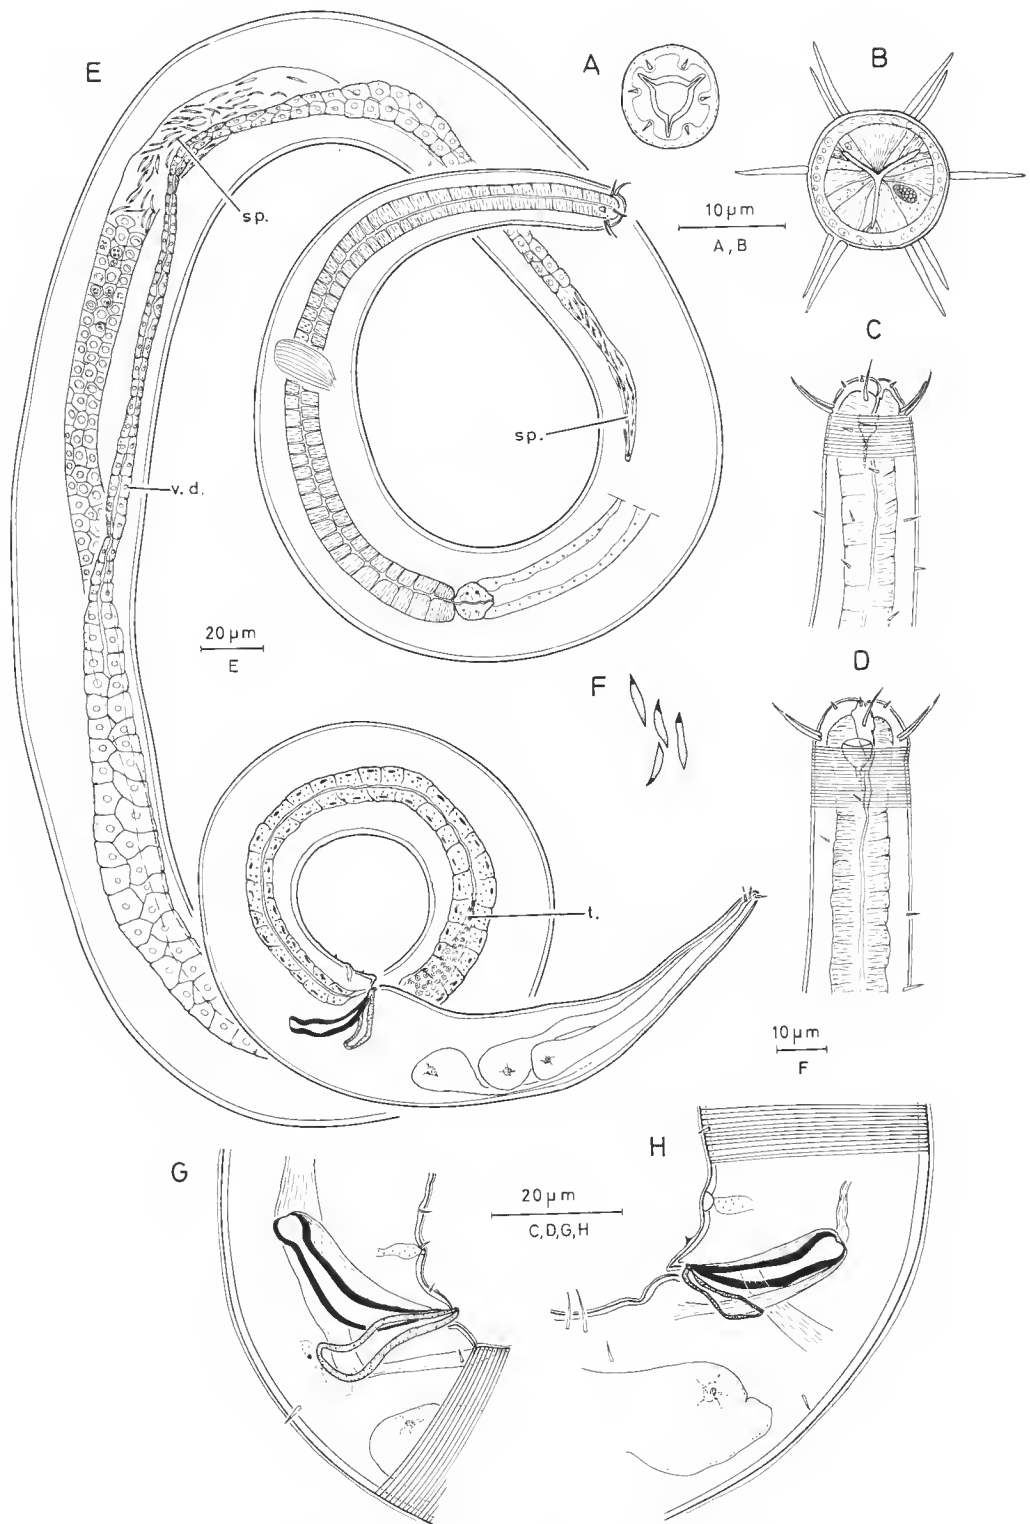 E
A
B
sp.
10 µm
A, B
C
sp.
v. d.
20 µm
E
F
D
t.
10 µm
F
G
H
20 µm
C, D, G, H